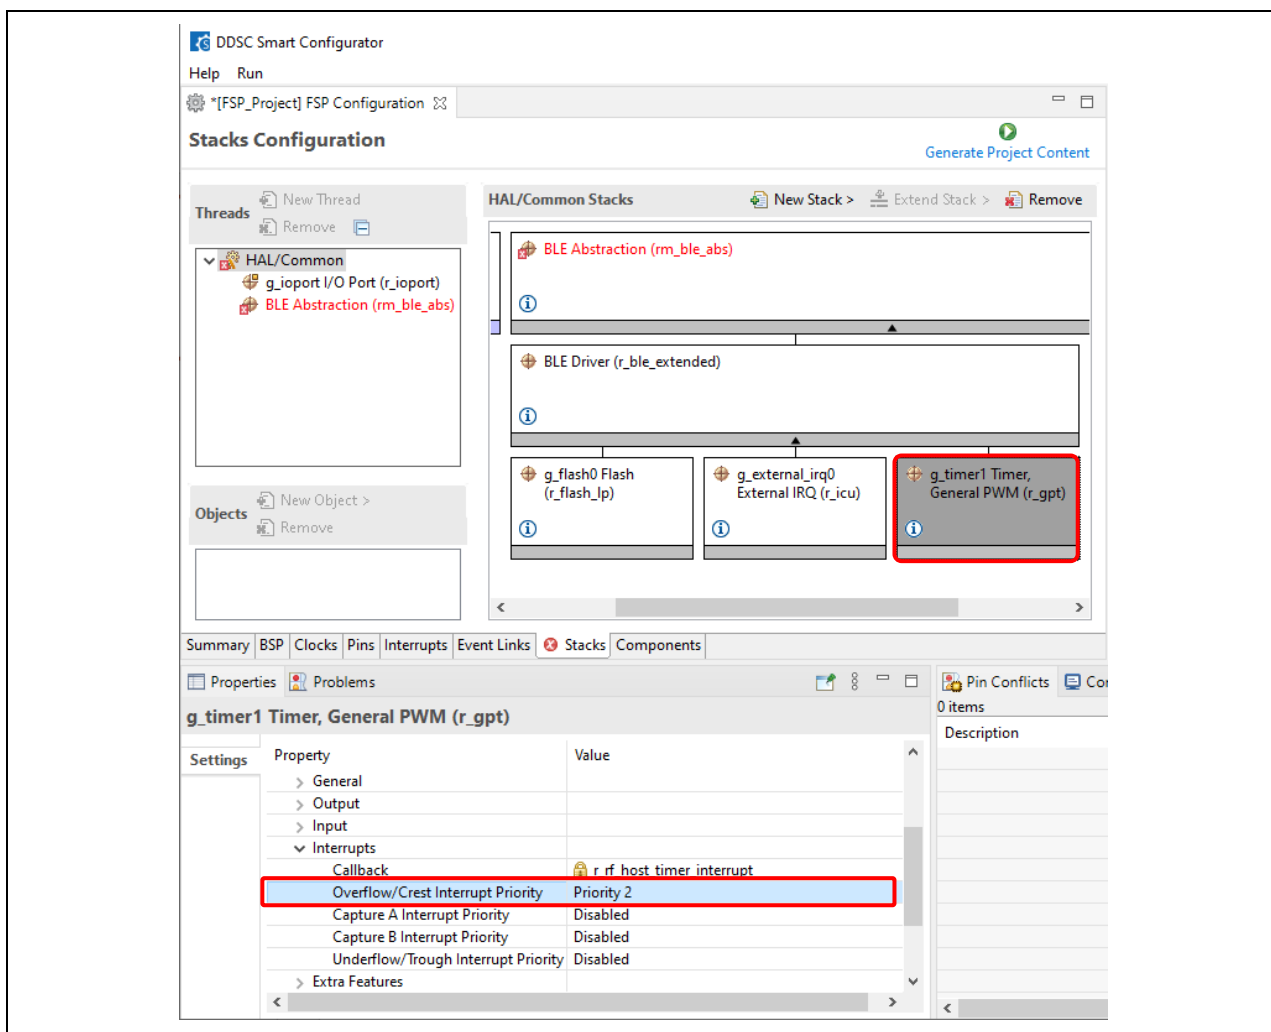 DDSC Smart Configurator
Help Run
*[FSP_Project] FSP Configuration
Stacks Configuration
Generate Project Content
Threads
New Thread
Remove
HAL/Common
g_ioport I/O Port (r_ioport)
BLE Abstraction (rm_ble_abs)
Objects
New Object >
Remove
HAL/Common Stacks
New Stack > Extend Stack > Remove
BLE Abstraction (rm_ble_abs)
BLE Driver (r_ble_extended)
g_flash0 Flash
(r_flash_lp)
g_external_irq0
External IRQ (r_icu)
g_timer1 Timer,
General PWM (r_gpt)
Summary BSP Clocks Pins Interrupts Event Links Stacks Components
Properties Problems
g_timer1 Timer, General PWM (r_gpt)
Settings
Property Value
General
Output
Input
Interrupts
Callback r_rf_host_timer_interrupt
Overflow/Crest Interrupt Priority Priority 2
Capture A Interrupt Priority Disabled
Capture B Interrupt Priority Disabled
Underflow/Trough Interrupt Priority Disabled
Extra Features
Pin Conflicts Cor
0 items
Description